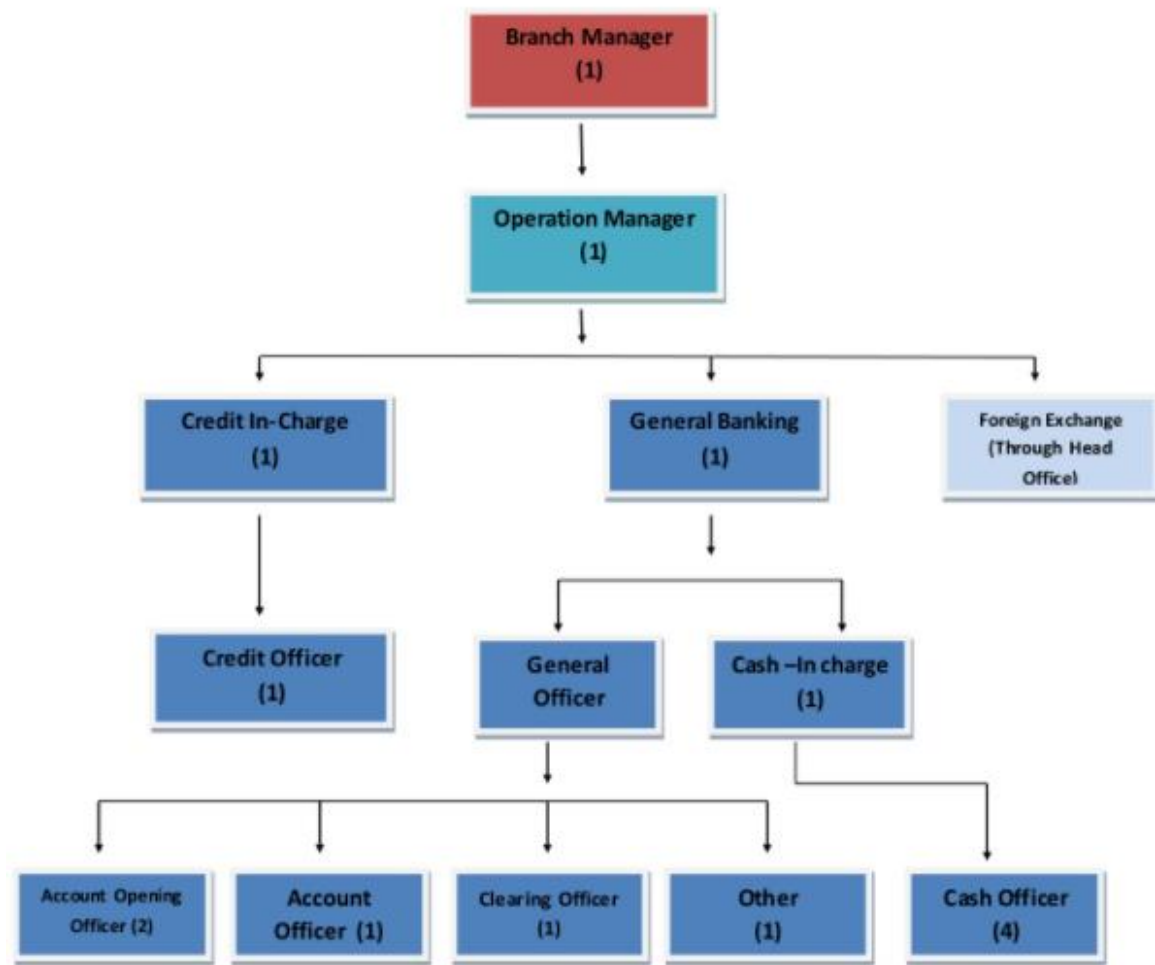 Branch Manager
(1)
Operation Manager
(1)
Credit In-Charge
(1)
General Banking
(1)
Foreign Exchange
(Through Head
Office)
Credit Officer
(1)
General
Officer
Cash –In charge
(1)
Account Opening
Officer (2)
Account
Officer (1)
Clearing Officer
(1)
Other
(1)
Cash Officer
(4)